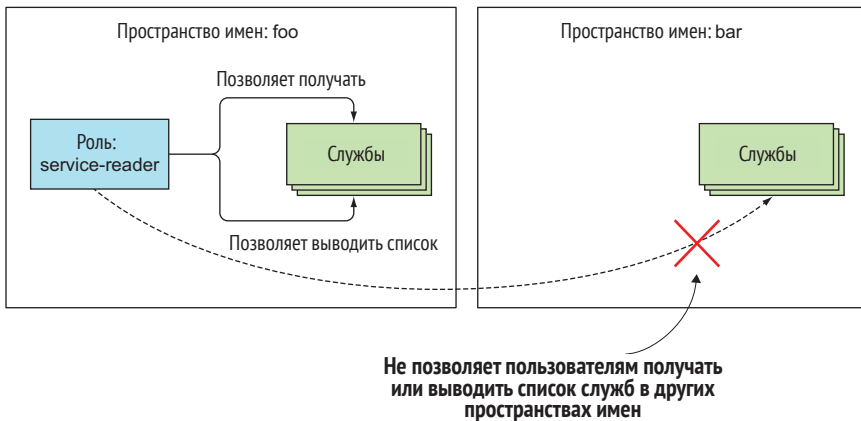 Пространство имен: foo
Пространство имен: bar
Позволяет получать
Роль:
service-reader
Службы
Службы
Позволяет выводить список
Не позволяет пользователям получать
или выводить список служб в других
пространствах имен